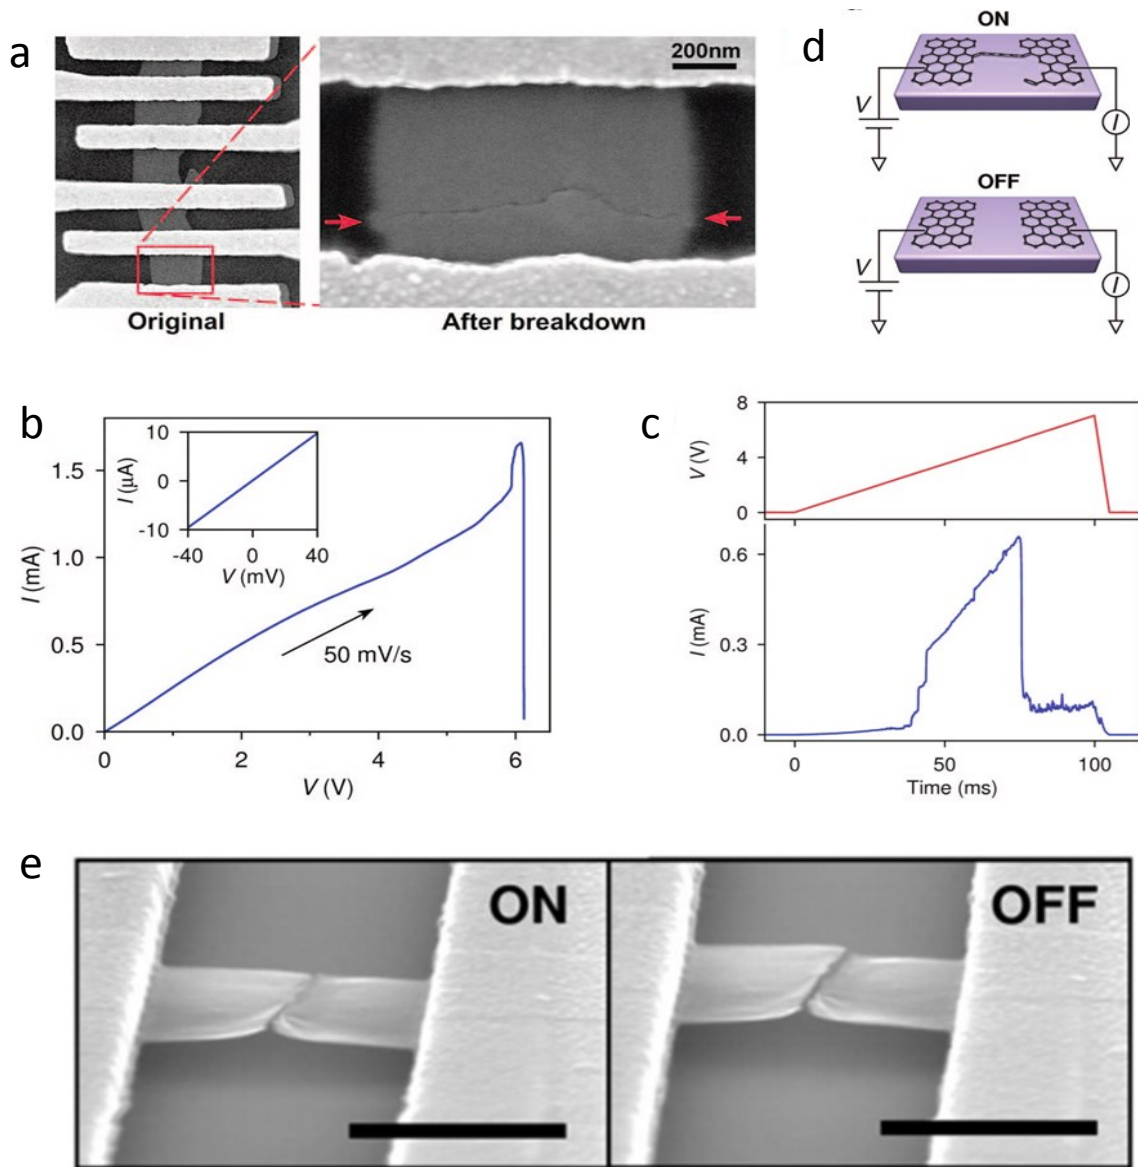 a
200nm
Original
After breakdown
d
ON
V
I
OFF
V
I
b
I (mA)
1.5
1.0
0.5
0.0
0
2
4
6
V (V)
50 mV/s
I (µA)
10
0
-10
-40
0
40
V (mV)
c
V (V)
8
4
0
I (mA)
0.6
0.3
0.0
0
50
100
Time (ms)
e
ON
OFF